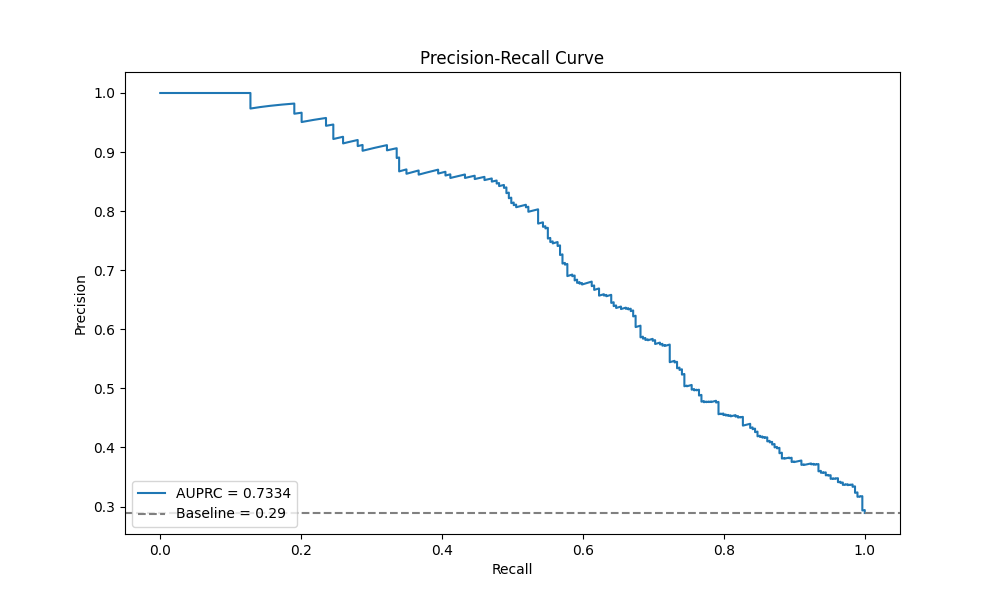 Precision-Recall Curve
Precision
1.0
0.9
0.8
0.7
0.6
0.5
0.4
0.3
AUPRC = 0.7334
Baseline = 0.29
0.0 0.2 0.4 0.6 0.8 1.0
Recall